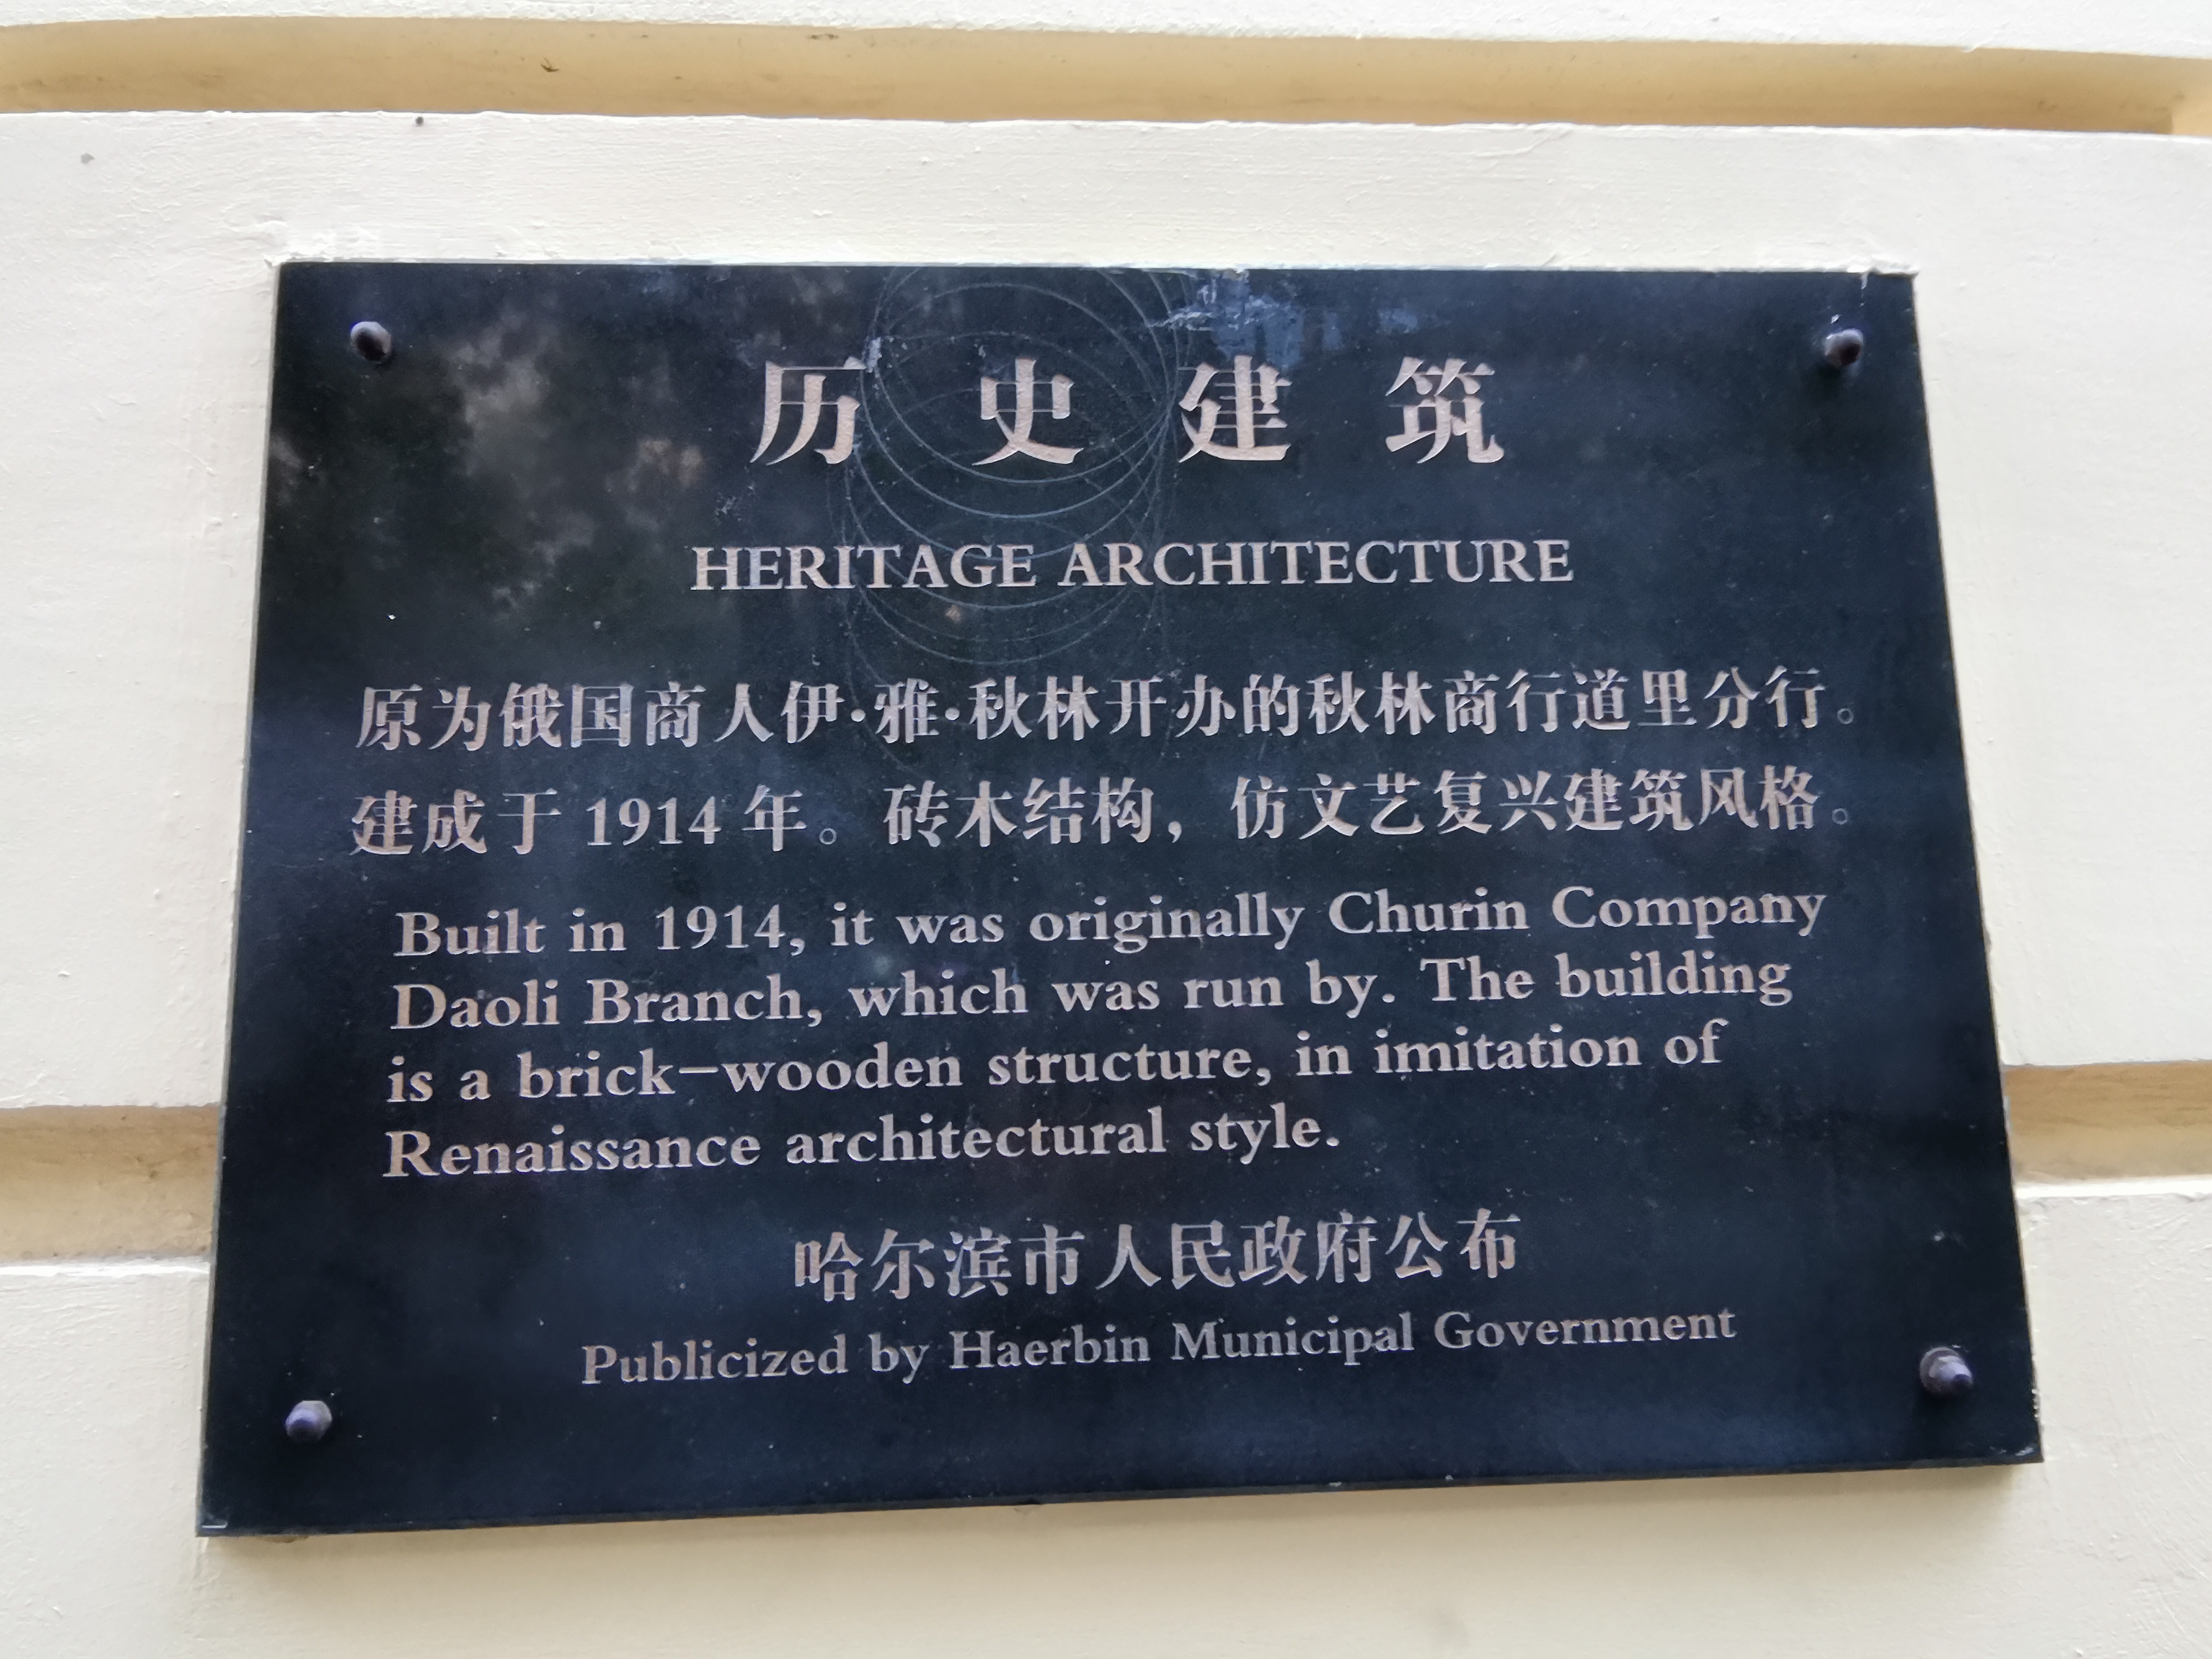 历史建筑
HERITAGE ARCHITECTURE
原为俄国商人伊·雅·秋林开办的秋林商行道里分行。
建成于 1914 年。砖木结构，仿文艺复兴建筑风格。
Built in 1914, it was originally Churin Company
Daoli Branch, which was run by. The building
is a brick-wooden structure, in imitation of
Renaissance architectural style.
哈尔滨市人民政府公布
Publicized by Haerbin Municipal Government